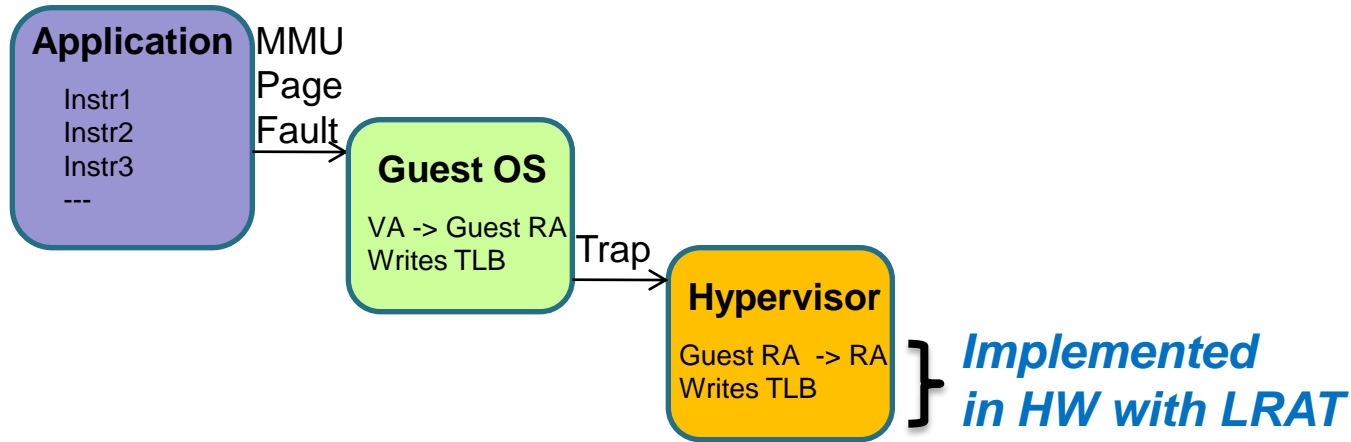 Application
Instr1
Instr2
Instr3
---
MMU
Page
Fault
Guest OS
VA -> Guest RA
Writes TLB
Trap
Hypervisor
Guest RA -> RA
Writes TLB
Implemented
in HW with LRAT